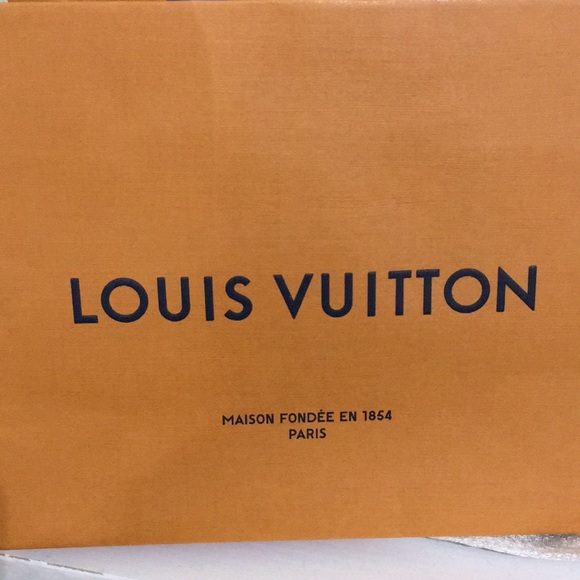 LOUIS VUITTON
MAISON FONDÉE EN 1854
PARIS